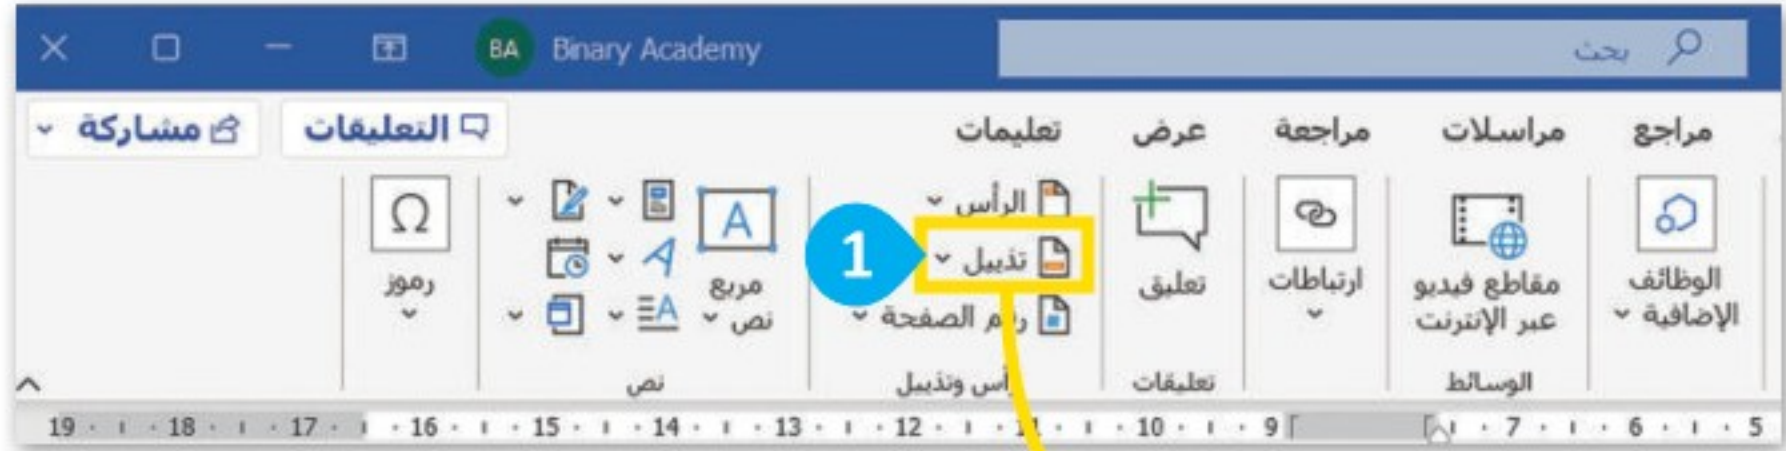 بحث
Binary Academy BA
مراجع مراسلات مراجعة عرض تعليمات التعليقات مشاركة
الوظائف الإضافية
مقاطع فيديو عبر الإنترنت
الوسائط
ارتباطات
تعليق
تعليقات
الرأس
1 تذييل
رقم الصفحة
رأس وتذييل
A
مربع نص
A
A
نص
Ω
رموز
19 18 17 16 15 14 13 12 11 10 9 7 6 5